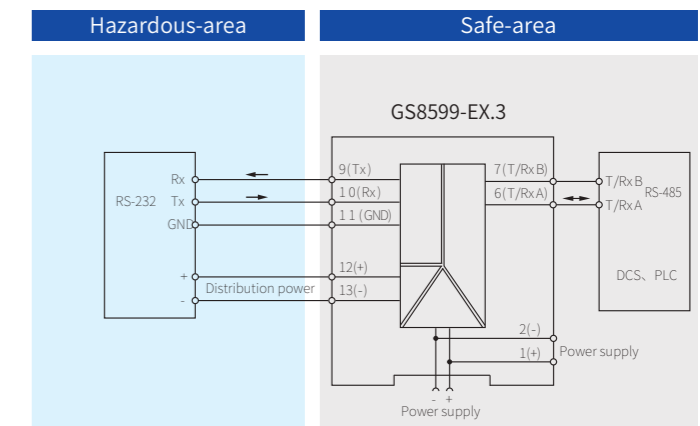 Hazardous-area
Safe-area
GS8599-EX.3
RS-232
Rx
Tx
GND
+
-
Distribution power
9(Tx)
10(Rx)
11(GND)
12(+)
13(-)
7(T/RxB)
6(T/RxA)
2(-)
1(+)
Power supply
- +
Power supply
T/RxB
T/RxA
RS-485
DCS、PLC